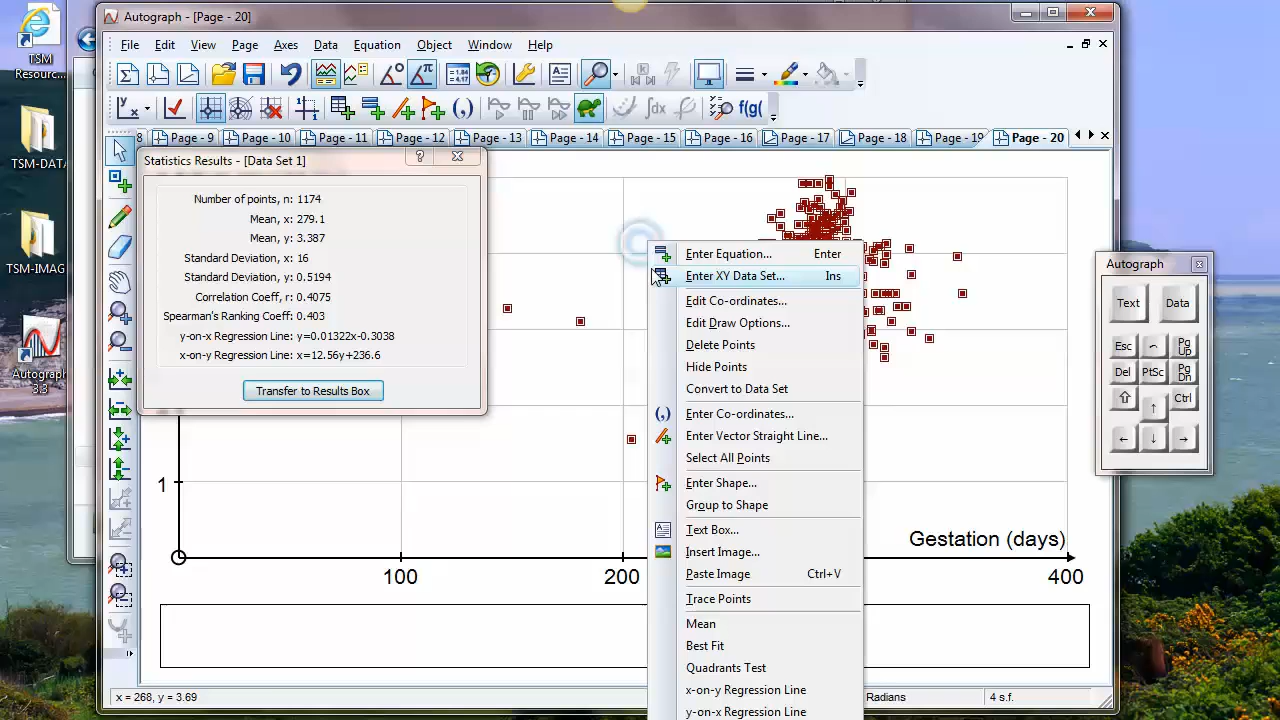 TSM
Resourc...
TSM-DATA
TSM-IMAG
Autograph
3.3
Autograph - [Page - 20]
File Edit View Page Axes Data Equation Object Window Help
8 Page - 9 Page - 10 Page - 11 Page - 12 Page - 13 Page - 14 Page - 15 Page - 16 Page - 17 Page - 18 Page - 19 Page - 20
Statistics Results - [Data Set 1]
Number of points, n: 1174
Mean, x: 279.1
Mean, y: 3.387
Standard Deviation, x: 16
Standard Deviation, y: 0.5194
Correlation Coeff, r: 0.4075
Spearman's Ranking Coeff: 0.403
y-on-x Regression Line: y=0.01322x-0.3038
x-on-y Regression Line: x=12.56y+236.6
Transfer to Results Box
Enter Equation... Enter
Enter XY Data Set... Ins
Edit Co-ordinates...
Edit Draw Options...
Delete Points
Hide Points
Convert to Data Set
Enter Co-ordinates...
Enter Vector Straight Line...
Select All Points
Enter Shape...
Group to Shape
Text Box...
Insert Image...
Paste Image Ctrl+V
Trace Points
Mean
Best Fit
Quadrants Test
x-on-y Regression Line
y-on-x Regression Line
1
Gestation (days)
100 200 400
x = 268, y = 3.69 Radians 4 s.f.
Autograph
Text Data
Esc Pg Up
Del PtSc Pg Dn
Ctrl